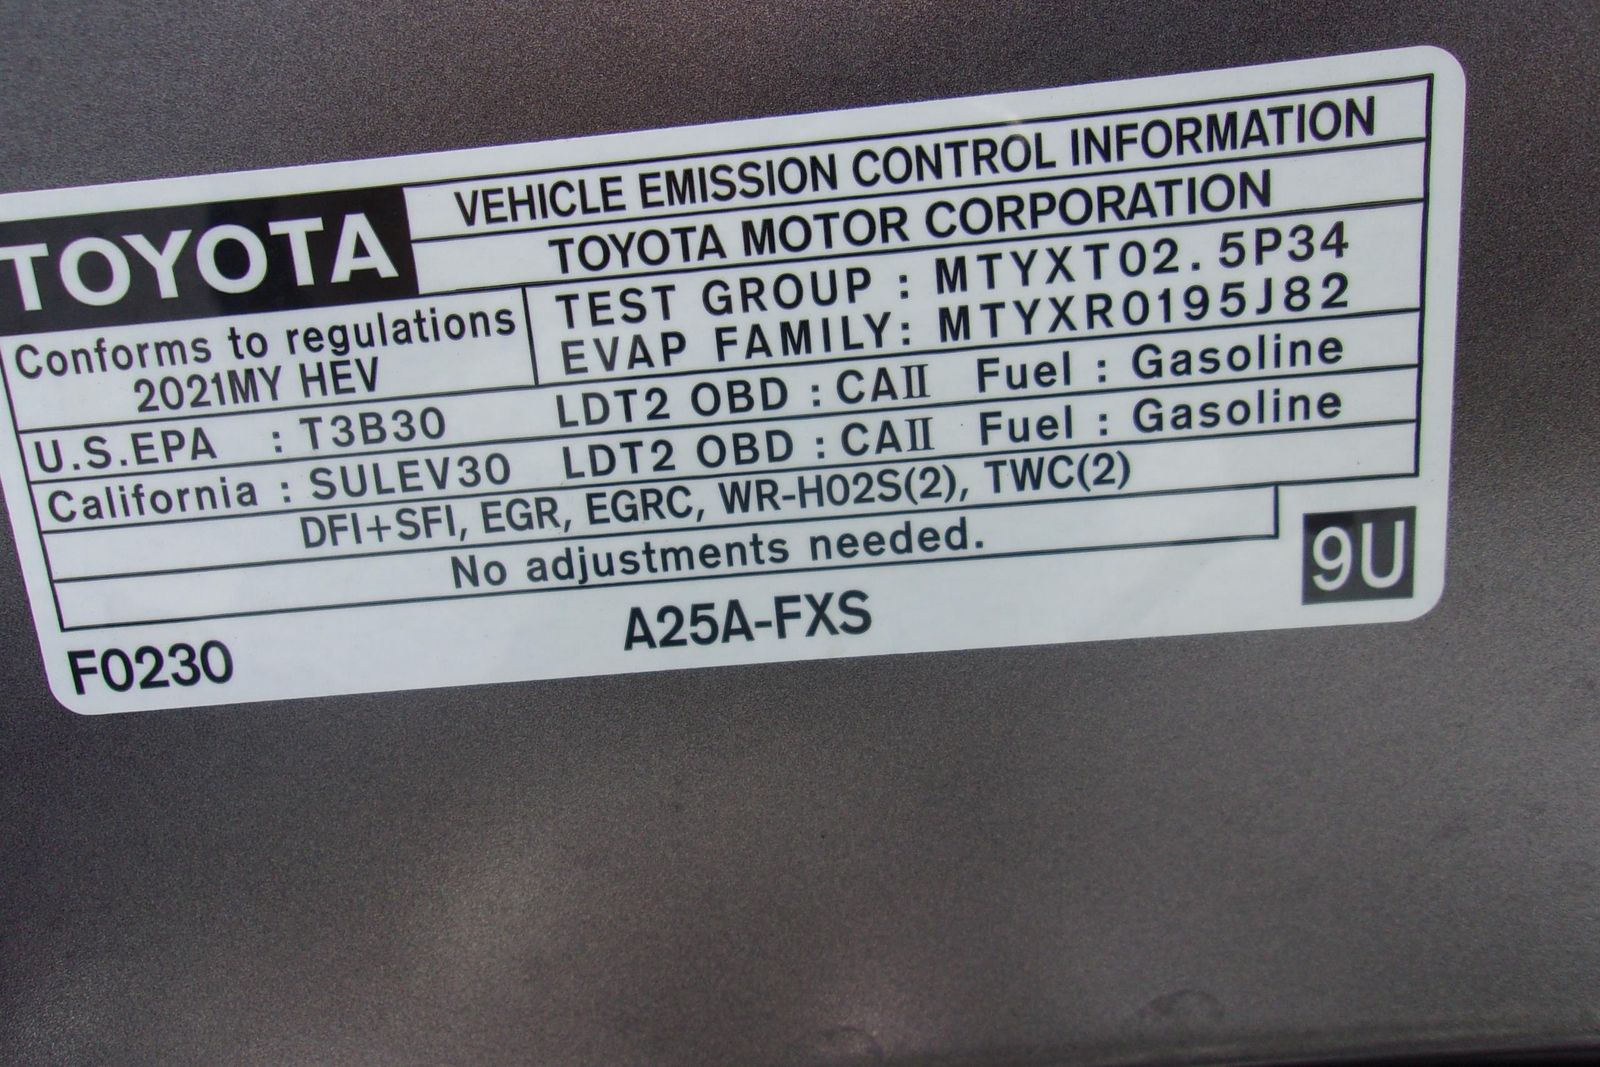 TOYOTA
VEHICLE EMISSION CONTROL INFORMATION
TOYOTA MOTOR CORPORATION
Conforms to regulations
2021MY HEV
TEST GROUP : MTYXT02.5P34
EVAP FAMILY: MTYXR0195J82
U.S.EPA : T3B30 LDT2 OBD : CAII Fuel : Gasoline
California : SULEV30 LDT2 OBD : CAII Fuel : Gasoline
DFI+SFI, EGR, EGRC, WR-HO2S(2), TWC(2)
No adjustments needed.
9U
A25A-FXS
F0230